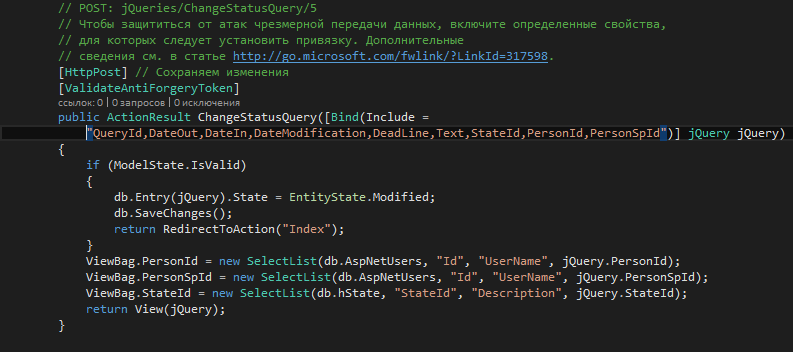 // POST: jQueries/ChangeStatusQuery/5
// Чтобы защититься от атак чрезмерной передачи данных, включите определенные свойства,
// для которых следует установить привязку. Дополнительные
// сведения см. в статье http://go.microsoft.com/fwlink/?LinkId=317598.
[HttpPost] // Сохраняем изменения
[ValidateAntiForgeryToken]
ссылок: 0 | 0 запросов | 0 исключения
public ActionResult ChangeStatusQuery([Bind(Include =
"QueryId,DateOut,DateIn,DateModification,DeadLine,Text,StateId,PersonId,PersonSpId")] jQuery jQuery)
{
if (ModelState.IsValid)
{
db.Entry(jQuery).State = EntityState.Modified;
db.SaveChanges();
return RedirectToAction("Index");
}
ViewBag.PersonId = new SelectList(db.AspNetUsers, "Id", "UserName", jQuery.PersonId);
ViewBag.PersonSpId = new SelectList(db.AspNetUsers, "Id", "UserName", jQuery.PersonSpId);
ViewBag.StateId = new SelectList(db.hState, "StateId", "Description", jQuery.StateId);
return View(jQuery);
}